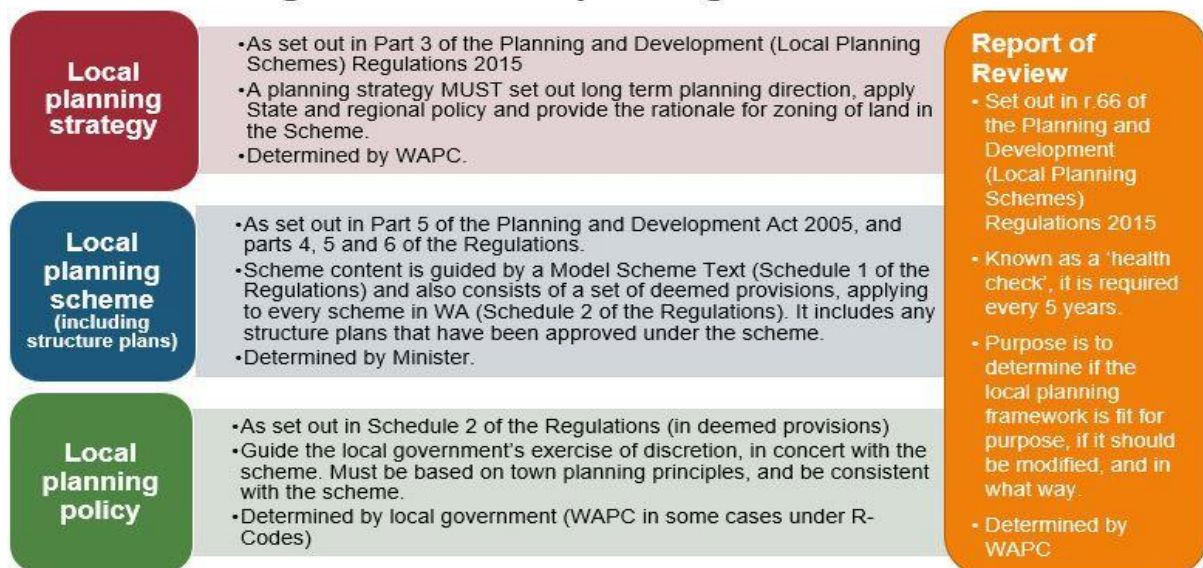 Local
planning
strategy
•As set out in Part 3 of the Planning and Development (Local Planning
Schemes) Regulations 2015
•A planning strategy MUST set out long term planning direction, apply
State and regional policy and provide the rationale for zoning of land in
the Scheme.
•Determined by WAPC.
Local
planning
scheme
(including
structure plans)
•As set out in Part 5 of the Planning and Development Act 2005, and
parts 4, 5 and 6 of the Regulations.
•Scheme content is guided by a Model Scheme Text (Schedule 1 of the
Regulations) and also consists of a set of deemed provisions, applying
to every scheme in WA (Schedule 2 of the Regulations). It includes any
structure plans that have been approved under the scheme.
•Determined by Minister.
Local
planning
policy
•As set out in Schedule 2 of the Regulations (in deemed provisions)
•Guide the local government's exercise of discretion, in concert with the
scheme. Must be based on town planning principles, and be consistent
with the scheme.
•Determined by local government (WAPC in some cases under R-
Codes)
Report of
Review
• Set out in r.66 of
the Planning and
Development
(Local Planning
Schemes)
Regulations 2015
• Known as a ‘health
check’, it is required
every 5 years.
• Purpose is to
determine if the
local planning
framework is fit for
purpose, if it should
be modified, and in
what way.
• Determined by
WAPC